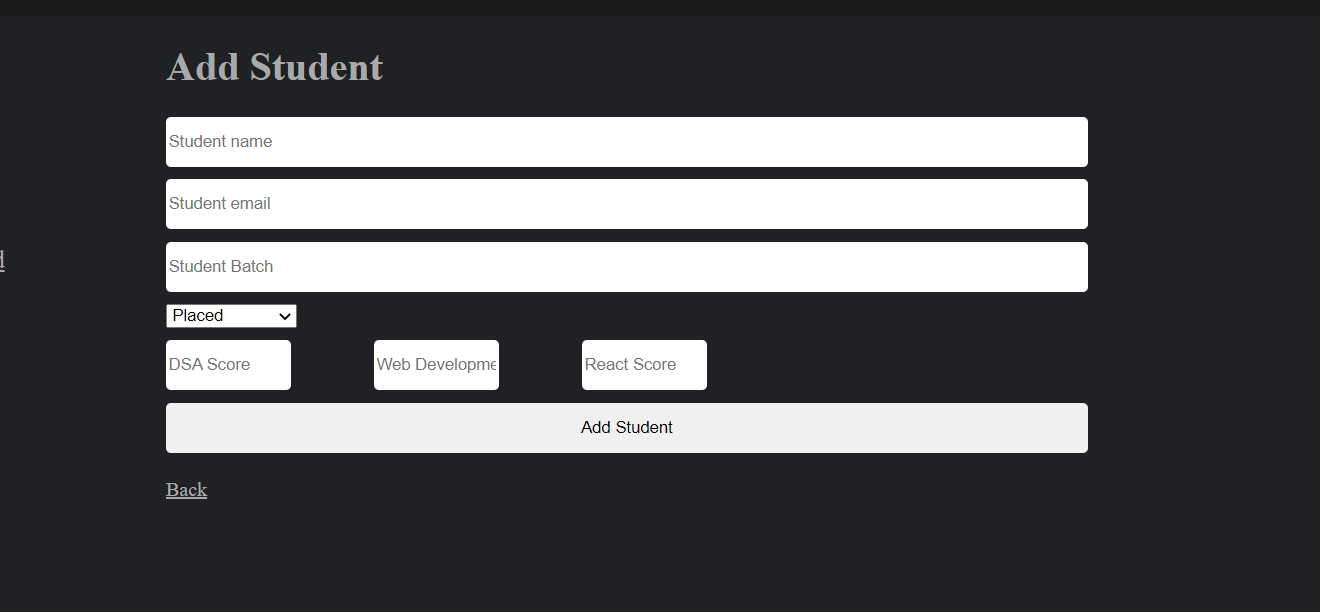 Add Student
Student name
Student email
Student Batch
Placed
DSA Score
Web Developme
React Score
Add Student
Back